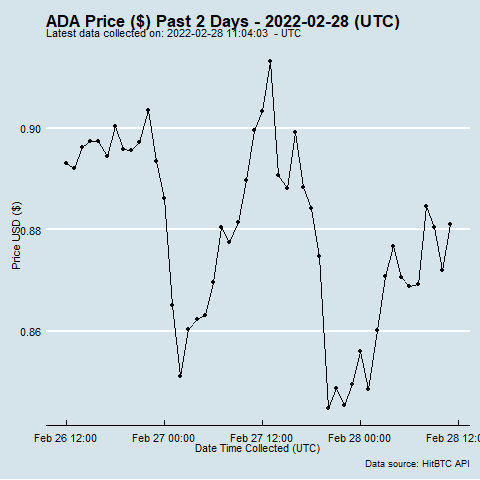 ADA Price ($) Past 2 Days - 2022-02-28 (UTC)
Latest data collected on: 2022-02-28 11:04:03 - UTC
0.90
0.88
0.86
Price USD ($)
Feb 26 12:00
Feb 27 00:00
Feb 27 12:00
Feb 28 00:00
Feb 28 12:00
Date Time Collected (UTC)
Data source: HitBTC API